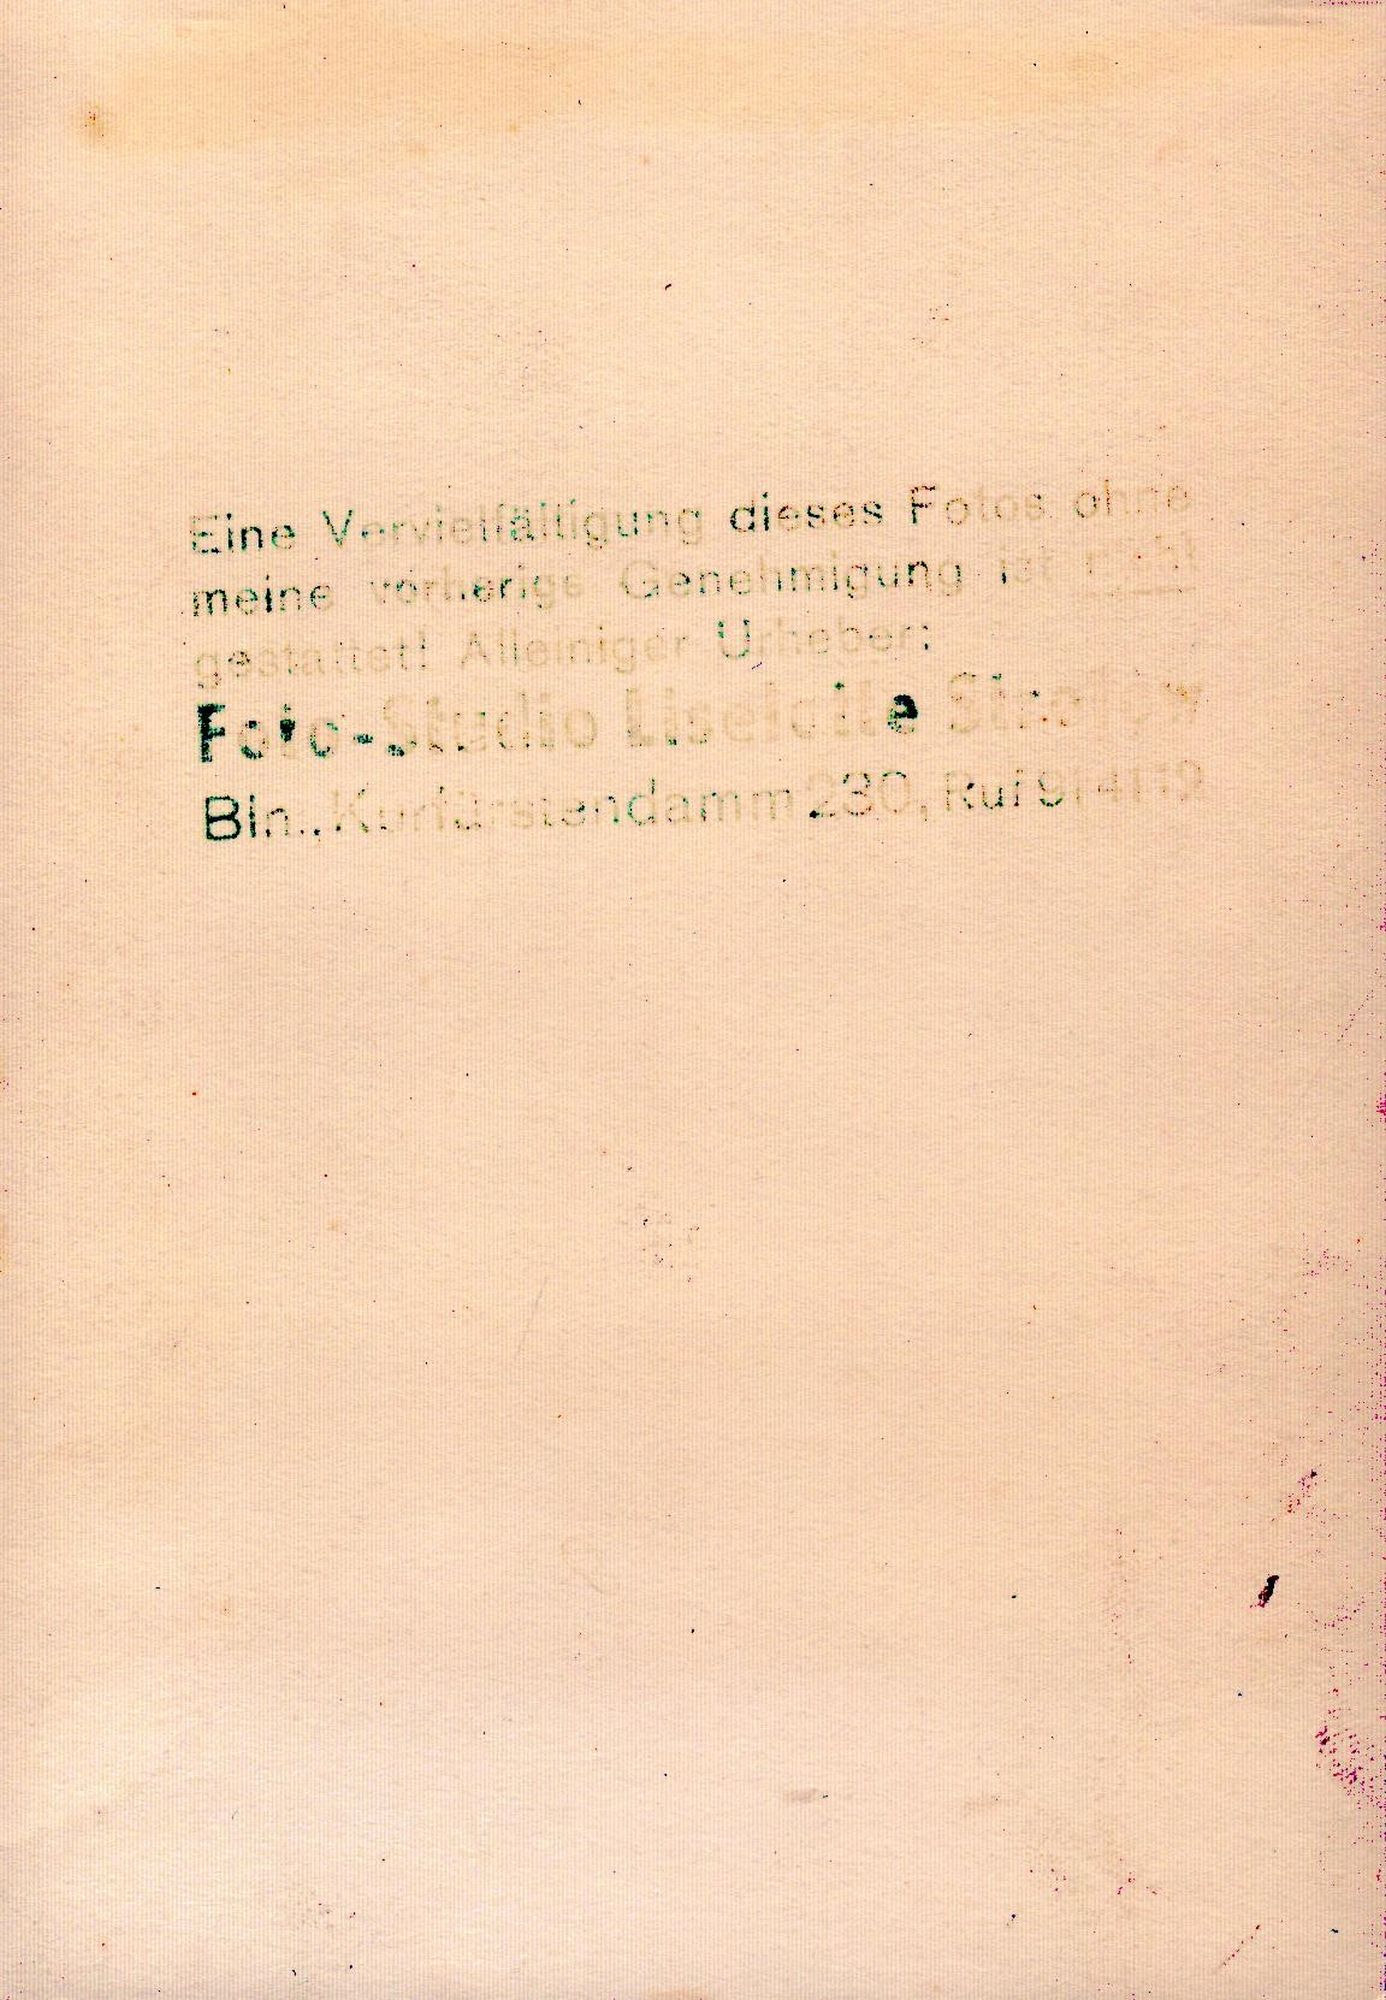 Eine Vervielfältigung dieses Fotos ohne
meine vorherige Genehmigung ist nicht
gestattet! Alleiniger Urheber:
Foto-Studio Liselotte
Bln., Kurfürstendamm 230, Ruf 914112